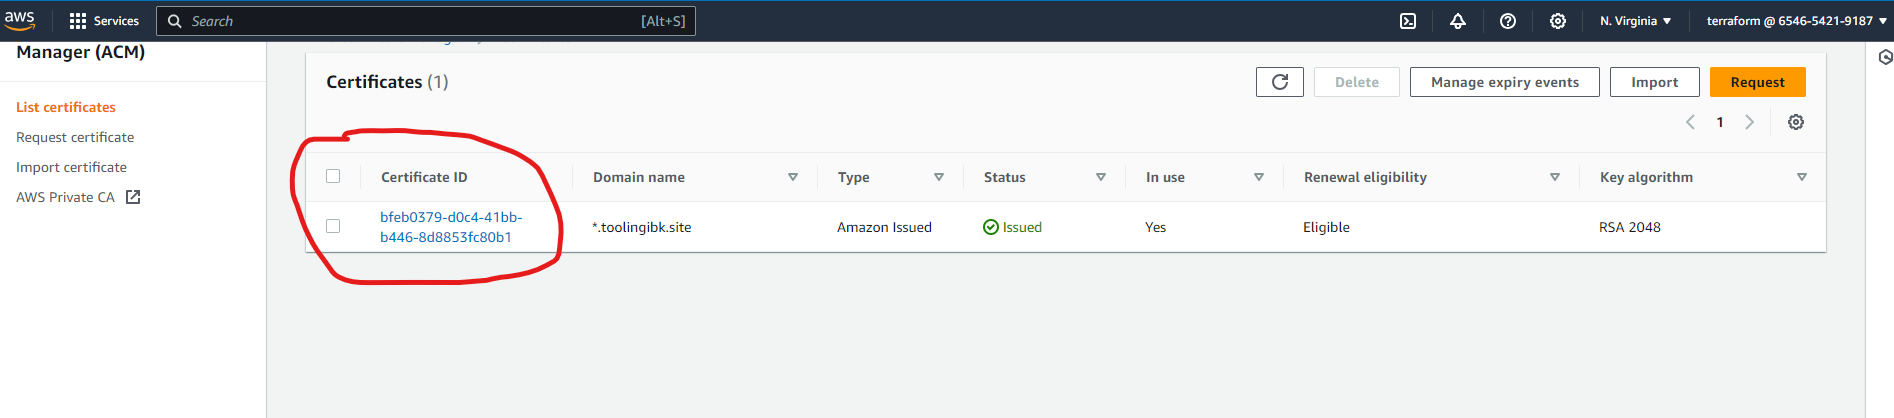 aws
Services
Search
[Alt+S]
N. Virginia
terraform @ 6546-5421-9187
Manager (ACM)
List certificates
Request certificate
Import certificate
AWS Private CA
Certificates (1)
Delete
Manage expiry events
Import
Request
1
Certificate ID
Domain name
Type
Status
In use
Renewal eligibility
Key algorithm
bfeb0379-d0c4-41bb-
b446-8d8853fc80b1
*.toolingibk.site
Amazon Issued
Issued
Yes
Eligible
RSA 2048